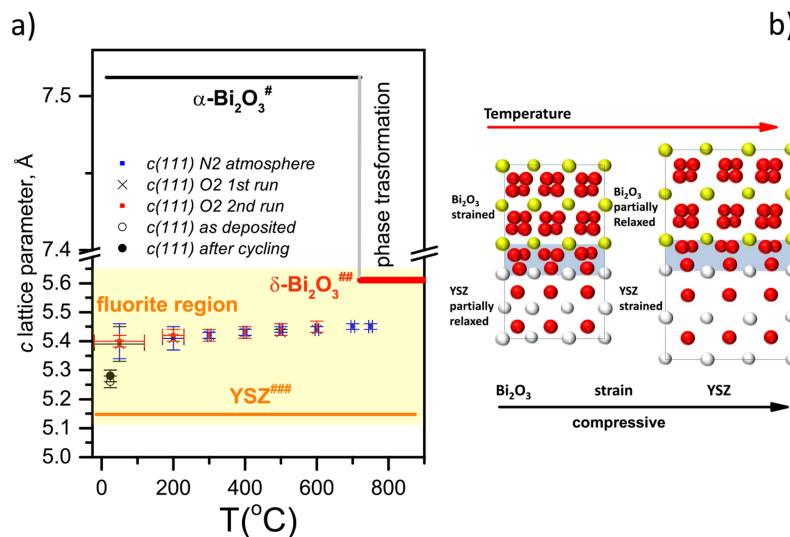 a)
b)
7.5
7.4
5.6
5.5
5.4
5.3
5.2
5.1
5.0
c lattice parameter, Å
α-Bi2O3#
c(111) N2 atmosphere
c(111) O2 1st run
c(111) O2 2nd run
c(111) as deposited
c(111) after cycling
phase trasformation
δ-Bi2O3##
fluorite region
YSZ###
0 200 400 600 800
T(°C)
Temperature
Bi2O3
strained
YSZ
partially
relaxed
Bi2O3
partially
Relaxed
YSZ
strained
Bi2O3 strain YSZ
compressive